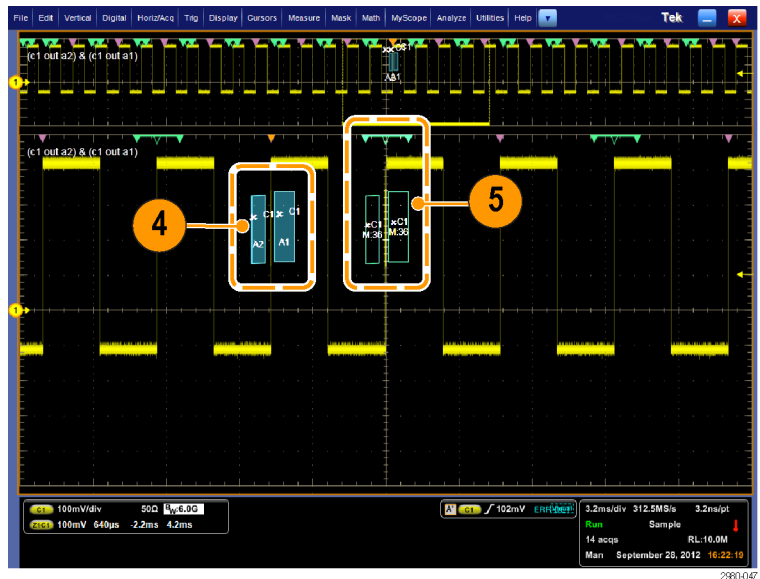 File Edit Vertical Digital Horiz/Acq Trig Display Cursors Measure Mask Math MyScope Analyze Utilities Help Tek X
(c1 out a2) & (c1 out a1)
1
(c1 out a2) & (c1 out a1)
4
5
C1 C1
A2 A1
C1 C1
M:36 M:36
1
C1 100mV/div 50Ω BW:6.0G
Z1C1 100mV 640µs -2.2ms 4.2ms
A' C1 102mV
3.2ms/div 312.5MS/s 3.2ns/pt
Run Sample
14 acqs RL:10.0M
Man September 28, 2012 16:22:19
2980-047